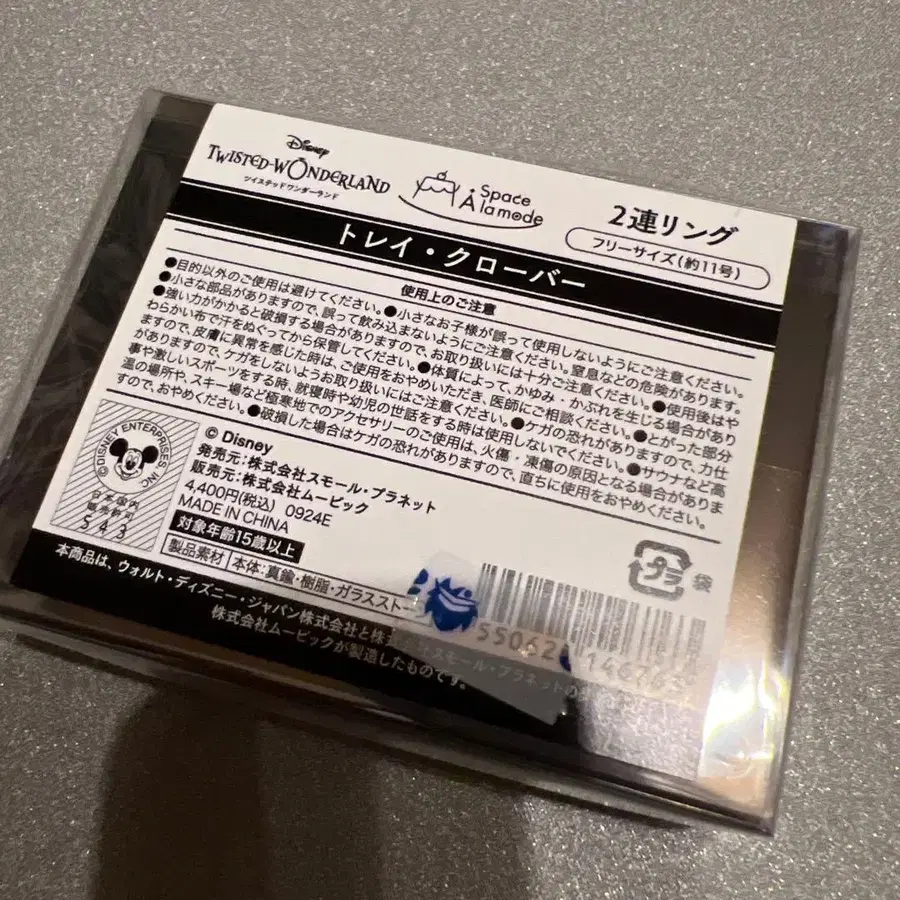 Disney
TWISTED-WONDERLAND
ツイステッドワンダーランド
Space
Àlamode
2連リング
フリーサイズ(約11号)
トレイ・クローバー
使用上のご注意
●目的以外のご使用は避けてください。●小さなお子様が誤って使用しないようにご注意ください。
●小さな部品がありますので、誤って飲み込まないようにご注意ください。窒息などの危険があります。
●強い力がかかると破損する場合がありますので、お取り扱いには十分ご注意ください。●使用後はや
わらかい布で汗をぬぐってから保管してください。●体質によって、かゆみ・かぶれを生じる場合があり
ますので、皮膚に異常を感じた時は、ご使用をおやめいただき、医師にご相談ください。●とがった部分
がありますので、ケガをしないようお取り扱いにはご注意ください。●ケガの恐れがありますので、力仕
事や激しいスポーツをする時、就寝時や幼児の世話をする時は使用しないでください。●サウナなど高
温の場所や、スキー場など極寒地でのアクセサリーのご使用は、火傷・凍傷の原因となる場合がありま
すので、おやめください。●破損した場合はケガの恐れがありますので、直ちに使用をおやめください。
© DISNEY ENTERPRISES, INC
日本国内
販売許可
543
© Disney
発売元:株式会社スモール・プラネット
販売元:株式会社ムービック
4,400円(税込) 0924E
MADE IN CHINA
対象年齢15歳以上
製品素材 本体:真鍮・樹脂・ガラスストー
プラ 袋
55062
本商品は、ウォルト・ディズニー・ジャパン株式会社と株式会社スモール・プラネットの
株式会社ムービックが製造したものです。